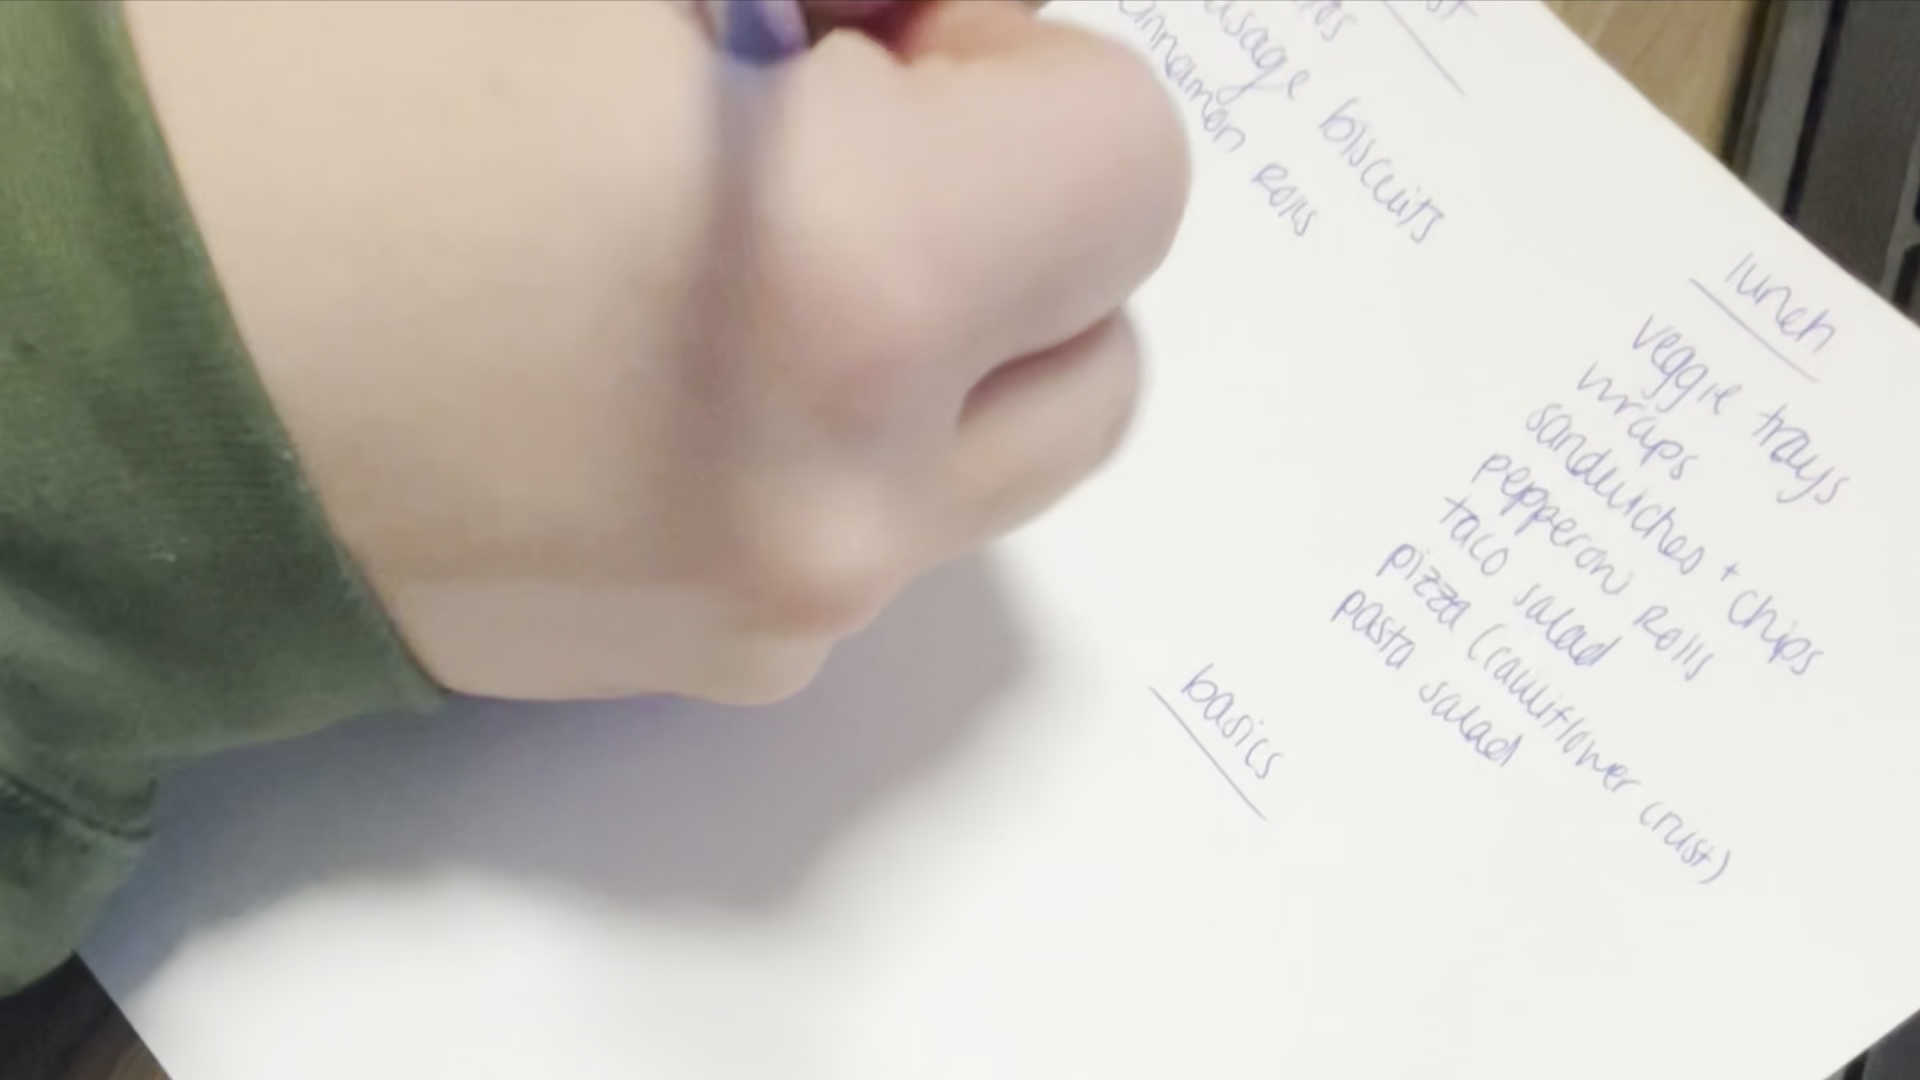 sausage biscuits
cinnamon rolls
lunch
veggie trays
wraps
sandwiches + chips
pepperoni rolls
taco salad
pizza (cauliflower crust)
pasta salad
basics